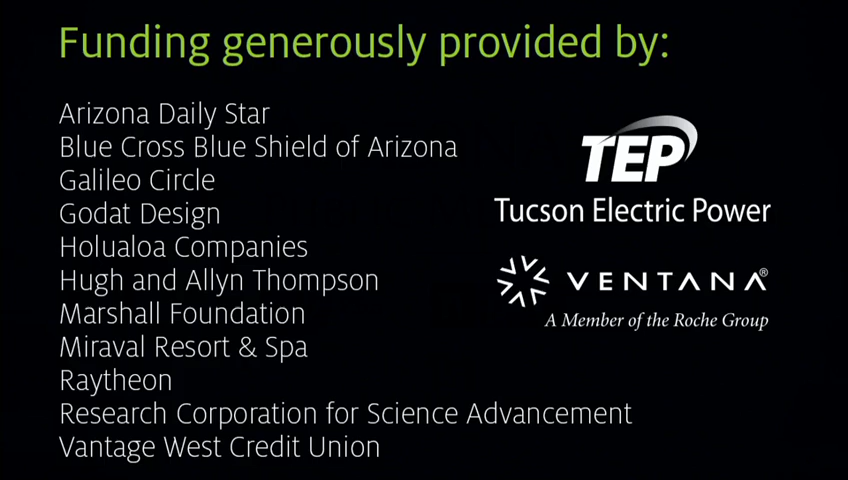 Funding generously provided by:
Arizona Daily Star
Blue Cross Blue Shield of Arizona
Galileo Circle
Godat Design
Holualoa Companies
Hugh and Allyn Thompson
Marshall Foundation
Miraval Resort & Spa
Raytheon
Research Corporation for Science Advancement
Vantage West Credit Union
TEP
Tucson Electric Power
VENTANA®
A Member of the Roche Group